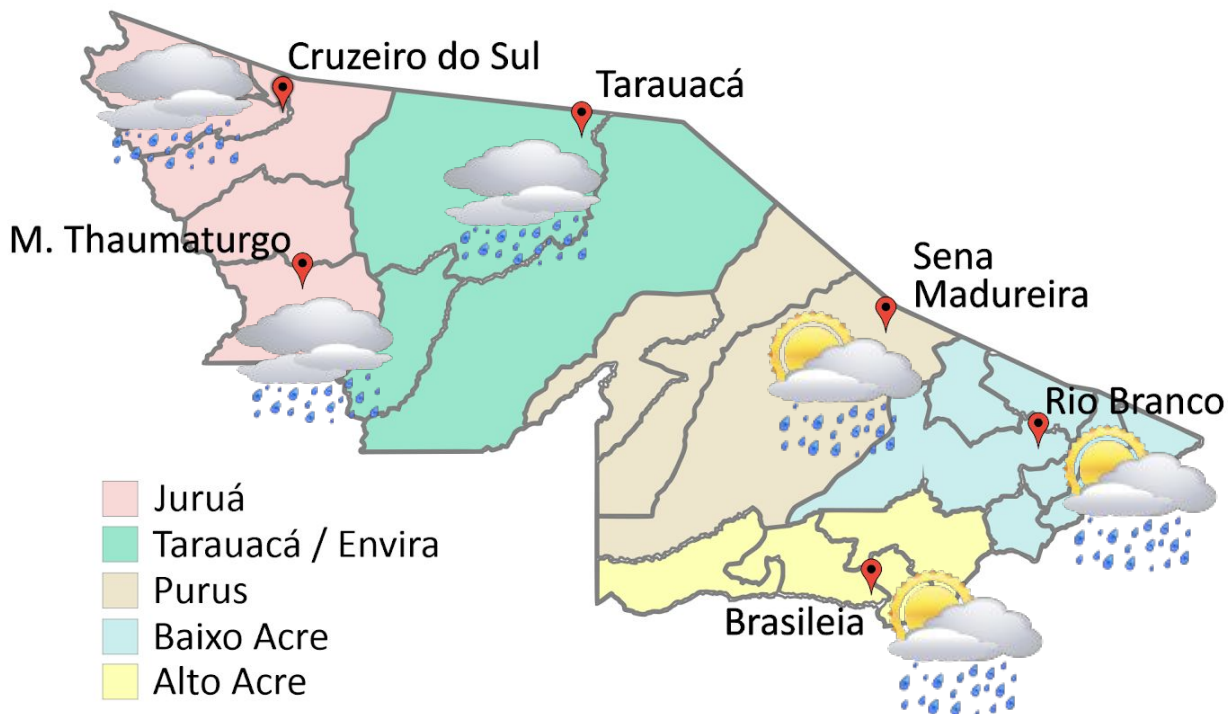 Cruzeiro do Sul
Tarauacá
M. Thaumaturgo
Sena
Madureira
Rio Branco
Brasileia
Juruá
Tarauacá / Envira
Purus
Baixo Acre
Alto Acre